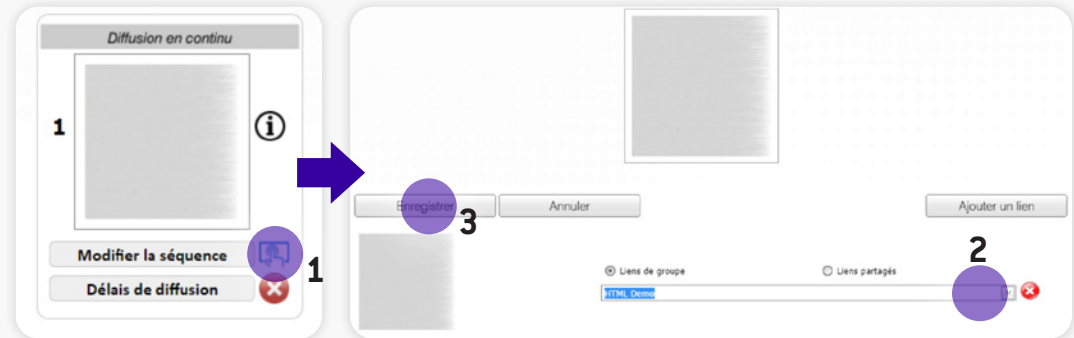 Diffusion en continu
1
Modifier la séquence
1
Délais de diffusion
Enregistrer
3
Annuler
Ajouter un lien
2
Liens de groupe
Liens partagés
HTML Demo